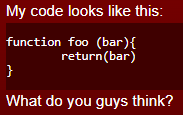 My code looks like this:
function foo (bar){
        return(bar)
}
What do you guys think?